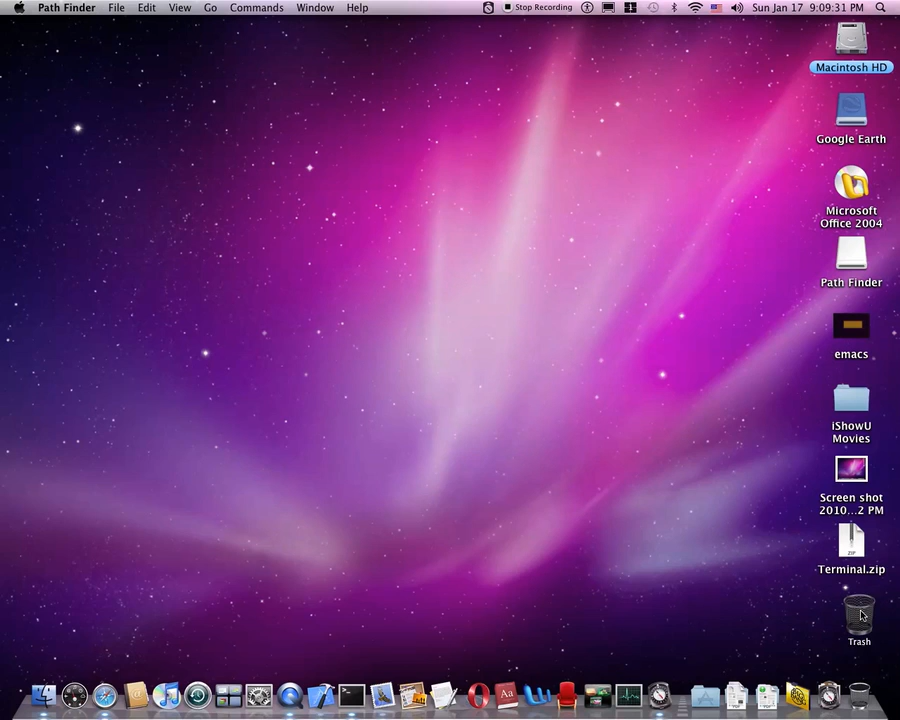 Path Finder File Edit View Go Commands Window Help Stop Recording Sun Jan 17 9:09:31 PM
Macintosh HD
Google Earth
Microsoft
Office 2004
Path Finder
emacs
iShowU
Movies
Screen shot
2010...2 PM
ZIP
Terminal.zip
Trash
Aa